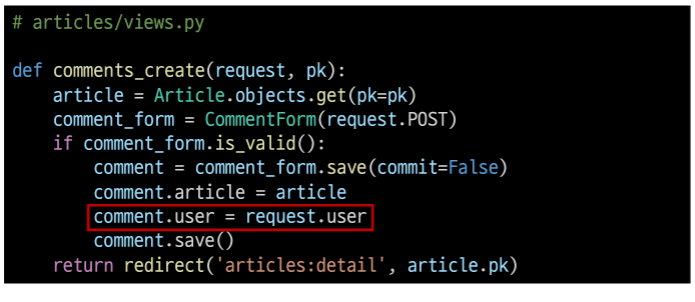 # articles/views.py
def comments_create(request, pk):
    article = Article.objects.get(pk=pk)
    comment_form = CommentForm(request.POST)
    if comment_form.is_valid():
        comment = comment_form.save(commit=False)
        comment.article = article
        comment.user = request.user
        comment.save()
    return redirect('articles:detail', article.pk)